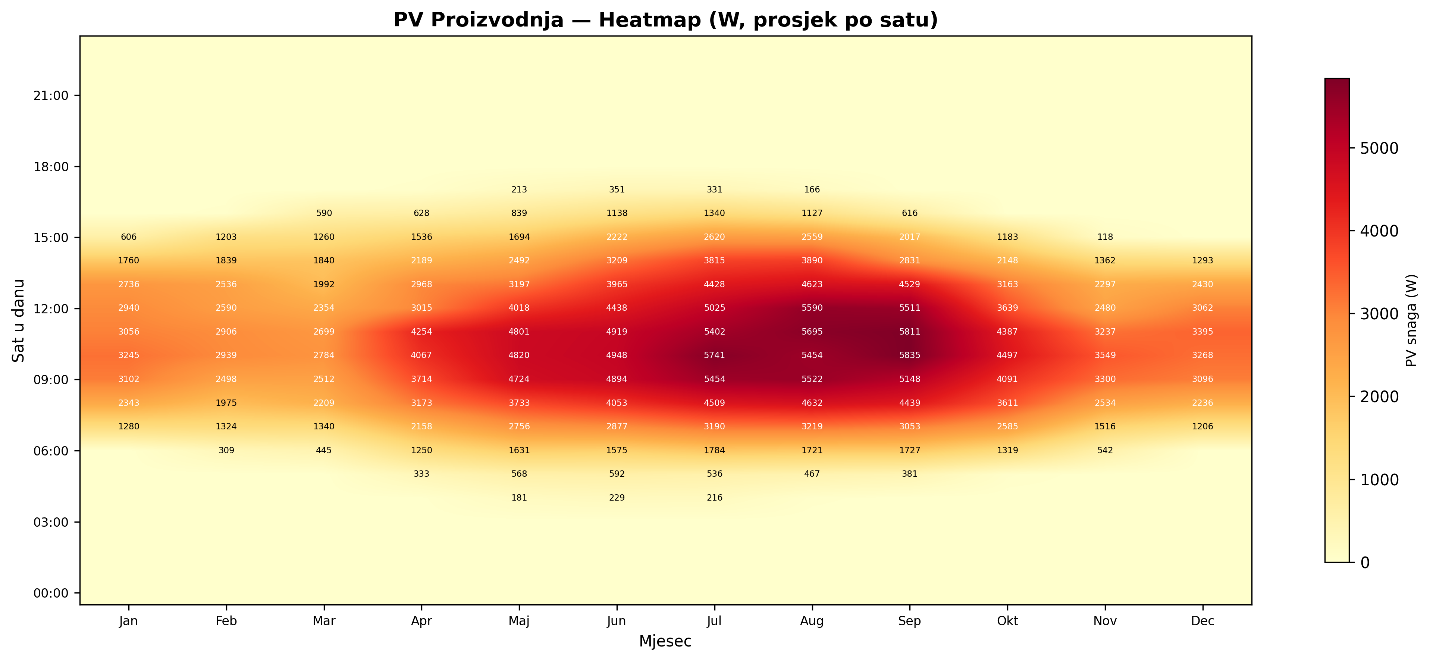 PV Proizvodnja — Heatmap (W, prosjek po satu)
21:00
18:00
213 351 331 166
590 628 839 1138 1340 1127 616
15:00 606 1203 1260 1536 1694 2222 2620 2559 2017 1183 118
1760 1839 1840 2189 2492 3209 3815 3890 2831 2148 1362 1293
2736 2536 1992 2968 3197 3965 4428 4623 4529 3163 2297 2430
12:00 2940 2590 2354 3015 4018 4438 5025 5590 5511 3639 2480 3062
3056 2906 2699 4254 4801 4919 5402 5695 5811 4387 3237 3395
3245 2939 2784 4067 4820 4948 5741 5454 5835 4497 3549 3268
09:00 3102 2498 2512 3714 4724 4894 5454 5522 5148 4091 3300 3096
2343 1975 2209 3173 3733 4053 4509 4632 4439 3611 2534 2236
1280 1324 1340 2158 2756 2877 3190 3219 3053 2585 1516 1206
06:00 309 445 1250 1631 1575 1784 1721 1727 1319 542
333 568 592 536 467 381
181 229 216
03:00
00:00
Jan Feb Mar Apr Maj Jun Jul Aug Sep Okt Nov Dec
Mjesec
Sat u danu
5000
4000
3000
2000
1000
0
PV snaga (W)